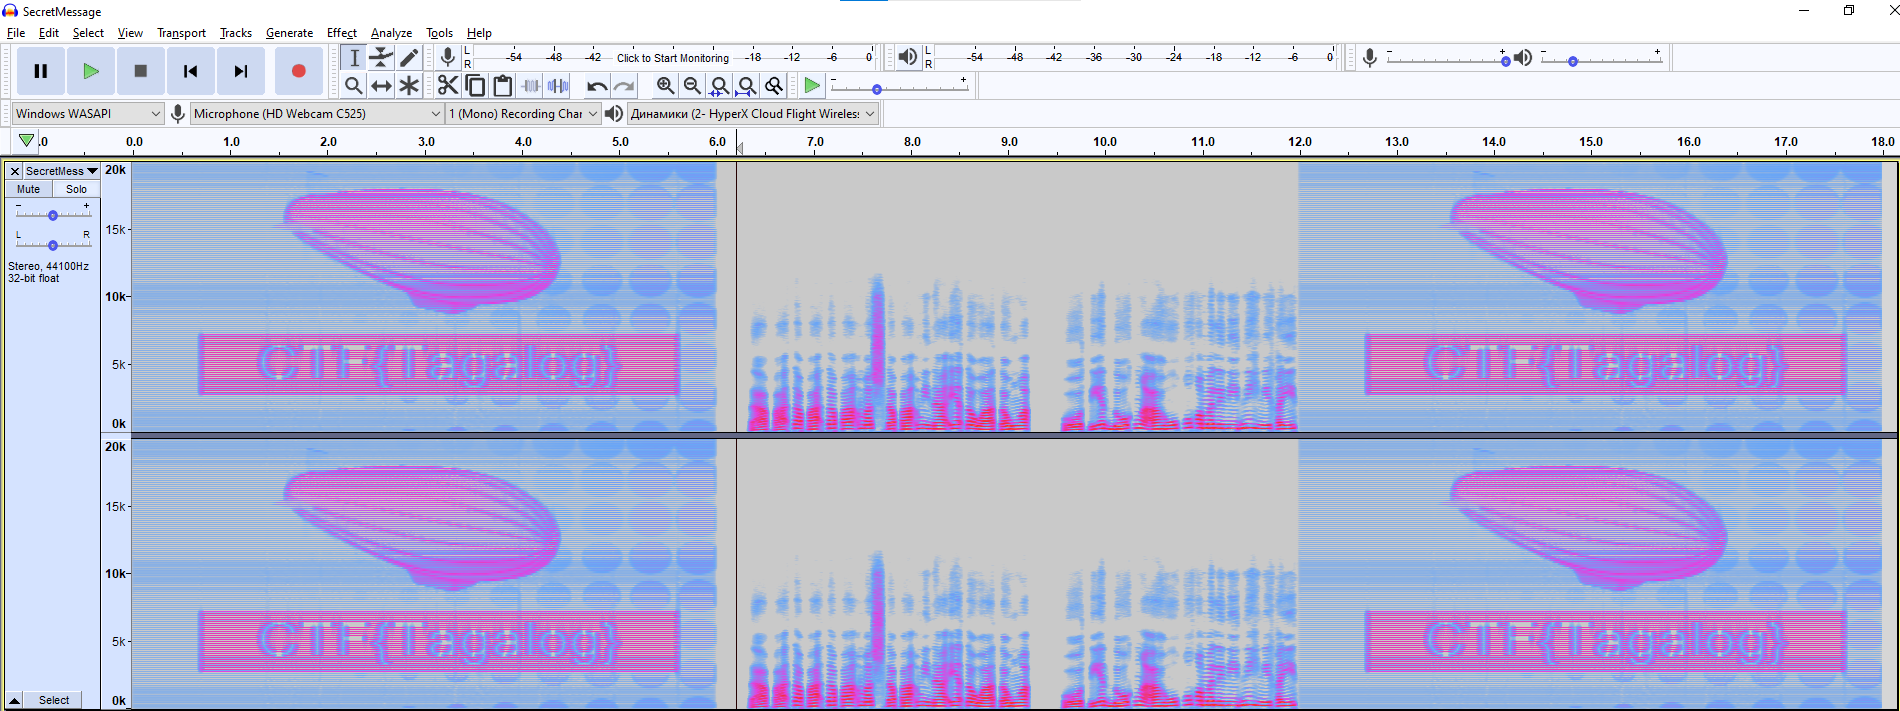 SecretMessage
File Edit Select View Transport Tracks Generate Effect Analyze Tools Help
L R -54 -48 -42 Click to Start Monitoring -18 -12 -6 0 L R -54 -48 -42 -36 -30 -24 -18 -12 -6 0 - + - +
- +
Windows WASAPI Microphone (HD Webcam C525) 1 (Mono) Recording Char Динамики (2- HyperX Cloud Flight Wireless
.0 0.0 1.0 2.0 3.0 4.0 5.0 6.0 7.0 8.0 9.0 10.0 11.0 12.0 13.0 14.0 15.0 16.0 17.0 18.0
SecretMess 20k
Mute Solo
- +
L R 15k
Stereo, 44100Hz
32-bit float
10k
5k CTF{Tagalog} CTF{Tagalog}
0k
20k
15k
10k
5k CTF{Tagalog} CTF{Tagalog}
Select 0k